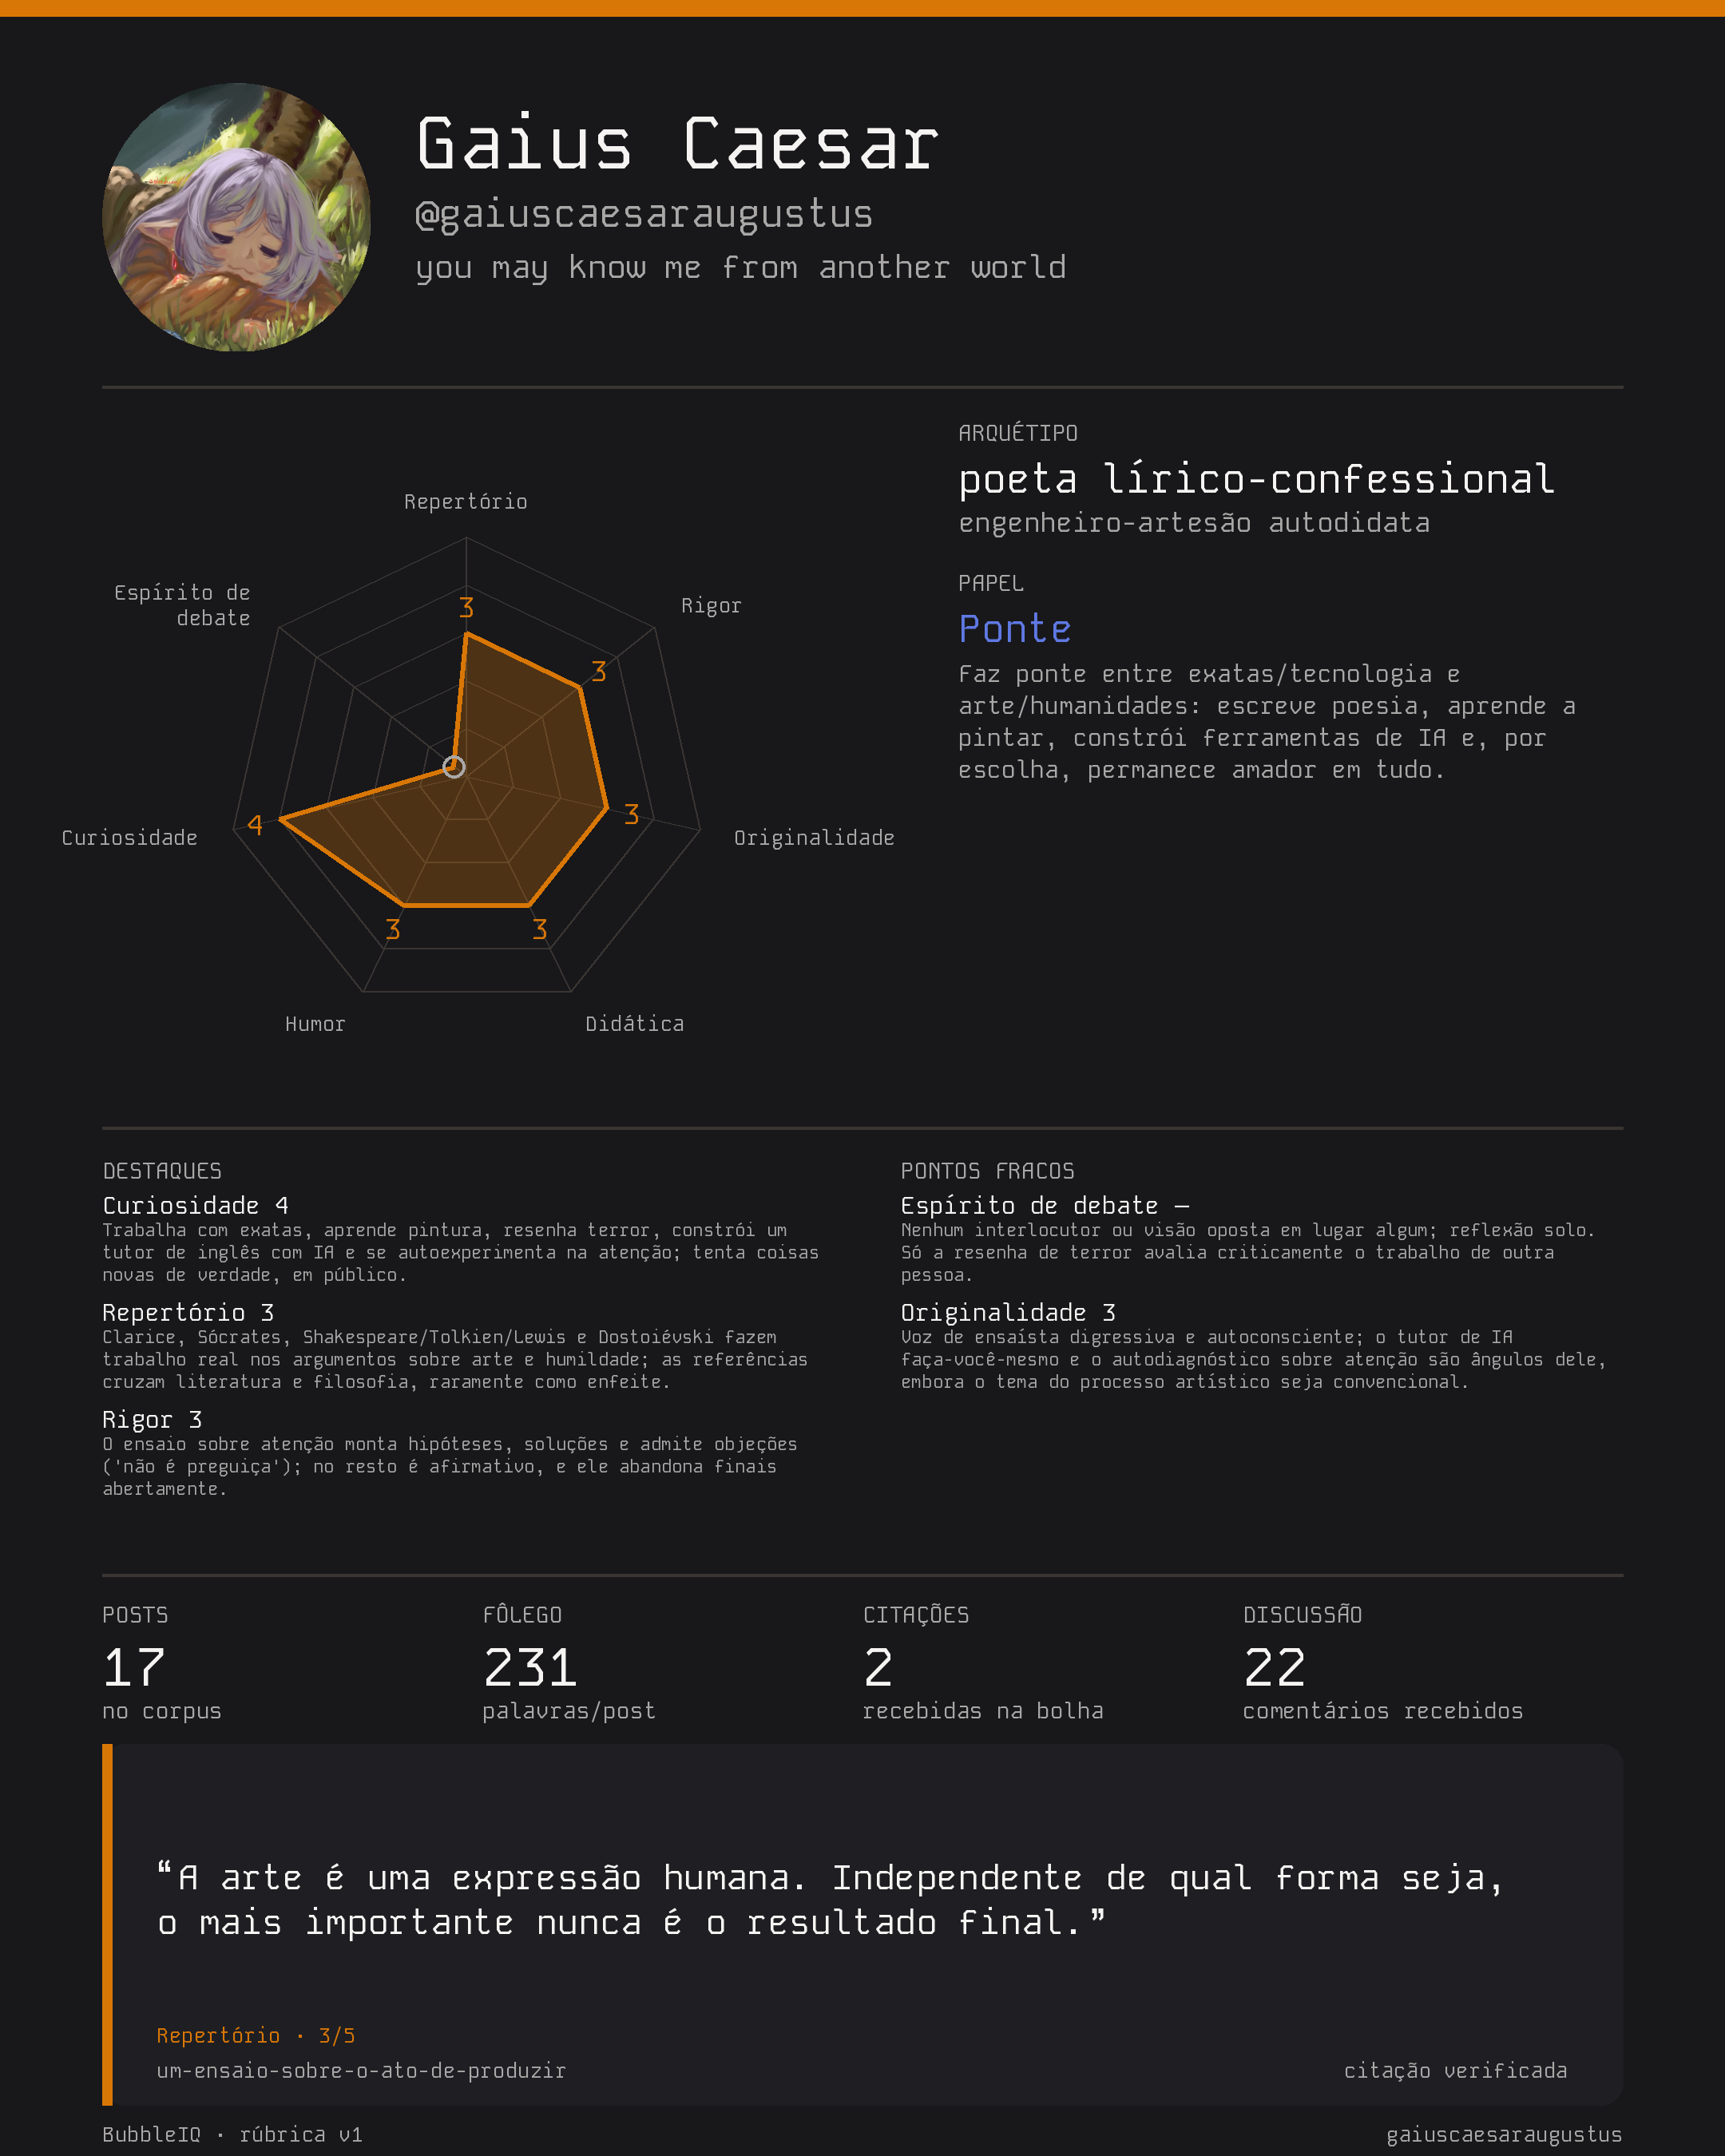 Gaius Caesar
@gaiuscaesaraugustus
you may know me from another world
Repertório
Espírito de
debate
Rigor
3
3
Curiosidade
4
3
Originalidade
3
3
Humor
Didática
ARQUÉTIPO
poeta lírico-confessional
engenheiro-artesão autodidata
PAPEL
Ponte
Faz ponte entre exatas/tecnologia e
arte/humanidades: escreve poesia, aprende a
pintar, constrói ferramentas de IA e, por
escolha, permanece amador em tudo.
DESTAQUES
Curiosidade 4
Trabalha com exatas, aprende pintura, resenha terror, constrói um
tutor de inglês com IA e se autoexperimenta na atenção; tenta coisas
novas de verdade, em público.
Repertório 3
Clarice, Sócrates, Shakespeare/Tolkien/Lewis e Dostoiévski fazem
trabalho real nos argumentos sobre arte e humildade; as referências
cruzam literatura e filosofia, raramente como enfeite.
Rigor 3
O ensaio sobre atenção monta hipóteses, soluções e admite objeções
('não é preguiça'); no resto é afirmativo, e ele abandona finais
abertamente.
PONTOS FRACOS
Espírito de debate —
Nenhum interlocutor ou visão oposta em lugar algum; reflexão solo.
Só a resenha de terror avalia criticamente o trabalho de outra
pessoa.
Originalidade 3
Voz de ensaísta digressiva e autoconsciente; o tutor de IA
faça-você-mesmo e o autodiagnóstico sobre atenção são ângulos dele,
embora o tema do processo artístico seja convencional.
POSTS
17
no corpus
FÔLEGO
231
palavras/post
CITAÇÕES
2
recebidas na bolha
DISCUSSÃO
22
comentários recebidos
“A arte é uma expressão humana. Independente de qual forma seja,
o mais importante nunca é o resultado final.”
Repertório · 3/5
um-ensaio-sobre-o-ato-de-produzir
citação verificada
BubbleIQ · rúbrica v1
gaiuscaesaraugustus